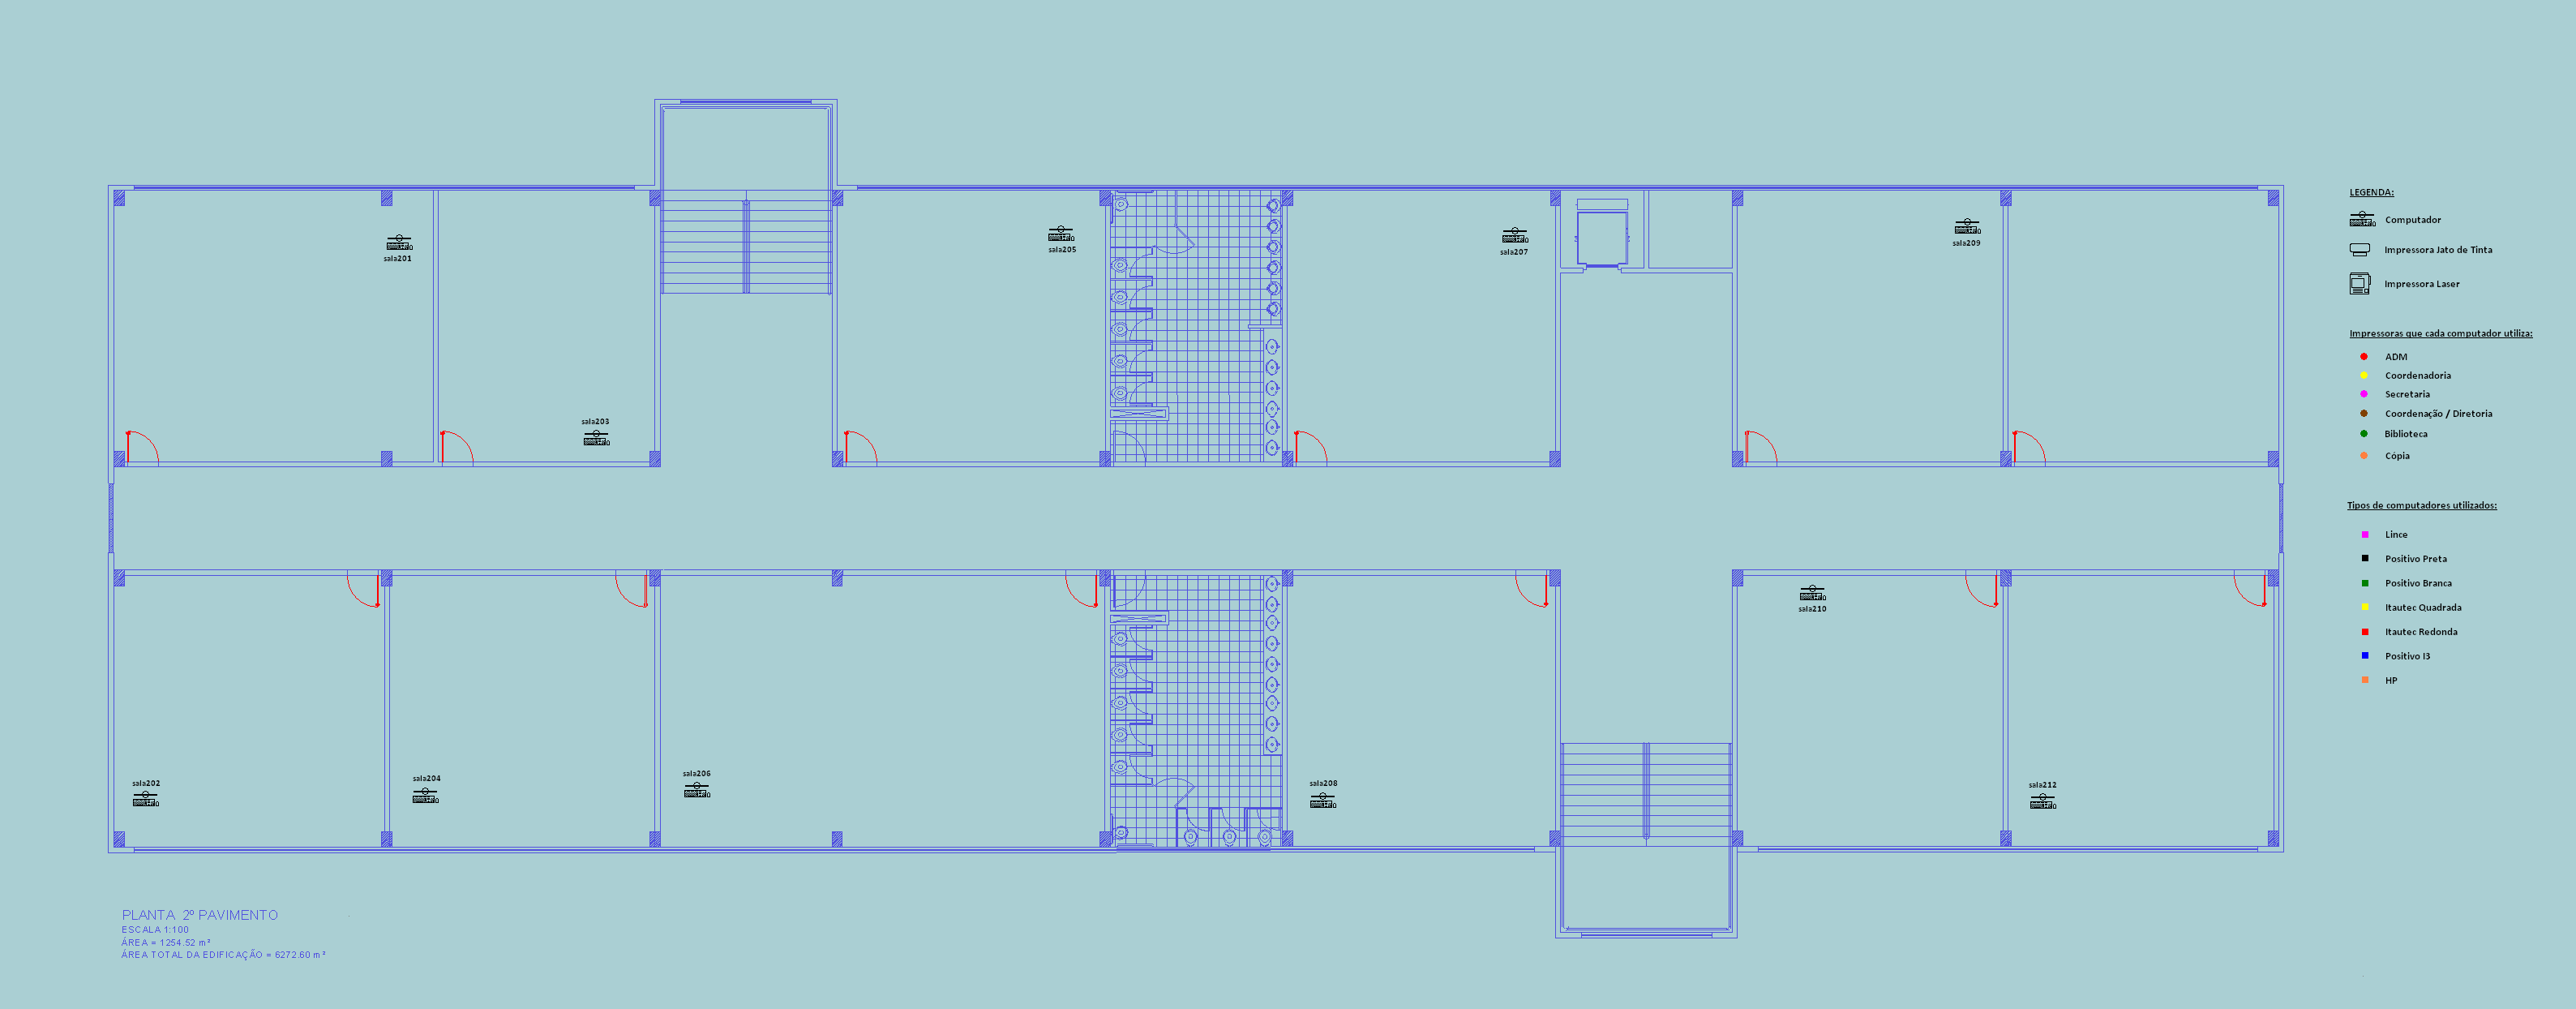 LEGENDA:
Computador
Impressora Jato de Tinta
Impressora Laser
Impressoras que cada computador utiliza:
ADM
Coordenadoria
Secretaria
Coordenação / Diretoria
Biblioteca
Cópia
Tipos de computadores utilizados:
Lince
Positivo Preta
Positivo Branca
Itautec Quadrada
Itautec Redonda
Positivo I3
HP
sala201
sala203
sala205
sala207
sala209
sala202
sala204
sala206
sala208
sala210
sala212
PLANTA 2º PAVIMENTO
ESCALA 1:100
ÁREA = 1254.52 m²
ÁREA TOTAL DA EDIFICAÇÃO = 6272.60 m²